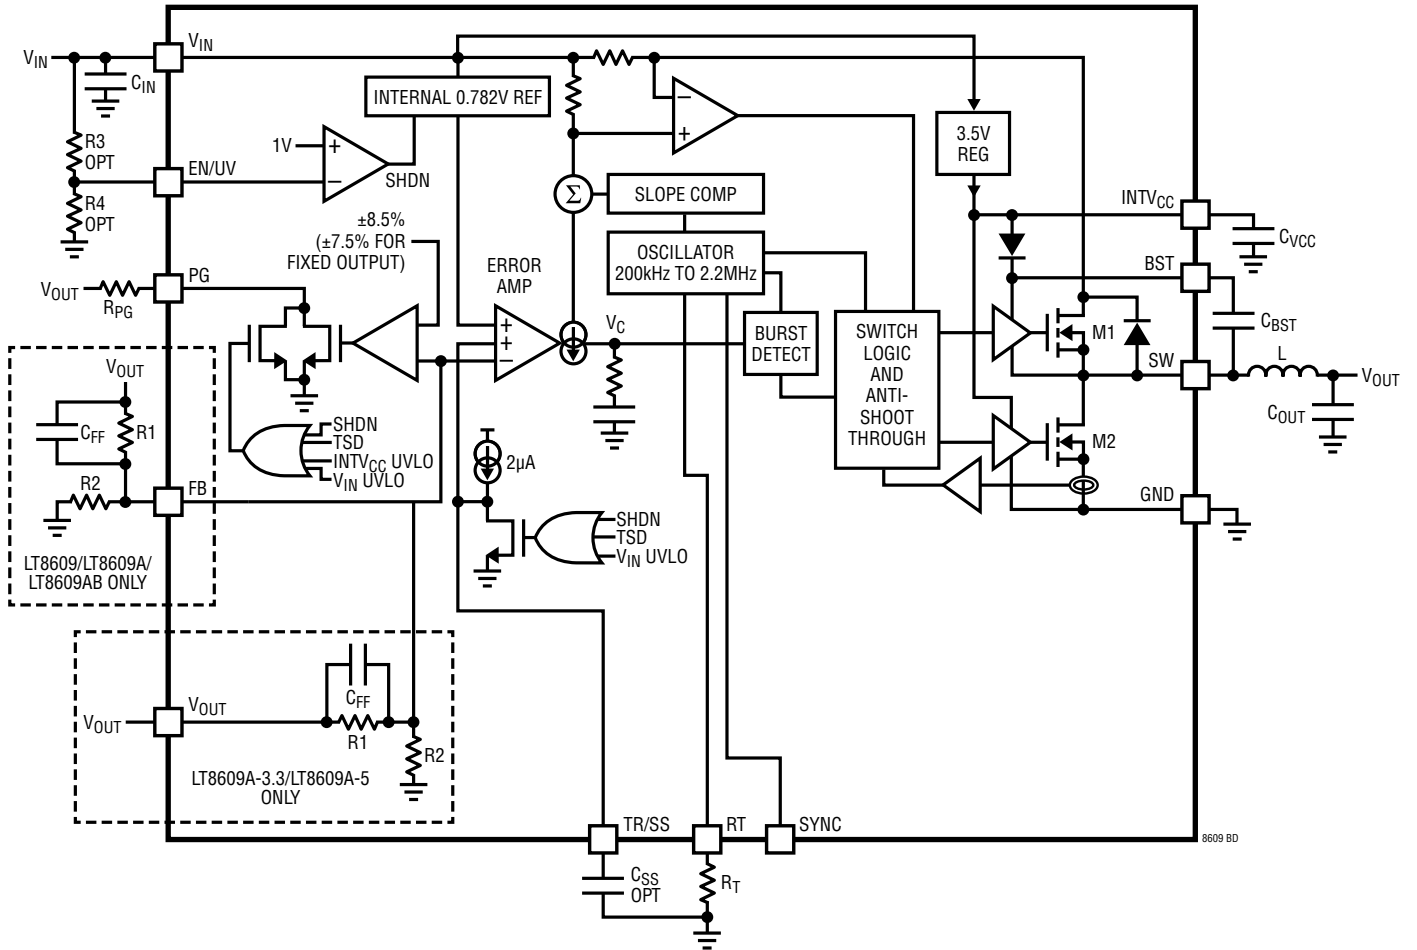 VIN
VIN
CIN
R3
OPT
R4
OPT
EN/UV
1V
+
−
SHDN
INTERNAL 0.782V REF
−
+
3.5V
REG
Σ
SLOPE COMP
OSCILLATOR
200kHz TO 2.2MHz
INTVCC
CVCC
BST
CBST
±8.5%
(±7.5% FOR
FIXED OUTPUT)
ERROR
AMP
+
+
−
VC
BURST
DETECT
SWITCH
LOGIC
AND
ANTI-
SHOOT
THROUGH
M1
SW
L
VOUT
COUT
M2
GND
VOUT
RPG
PG
VOUT
CFF
R1
R2
FB
LT8609/LT8609A/
LT8609AB ONLY
SHDN
TSD
INTVCC UVLO
VIN UVLO
2µA
SHDN
TSD
VIN UVLO
VOUT
VOUT
CFF
R1
R2
LT8609A-3.3/LT8609A-5
ONLY
TR/SS
RT
SYNC
CSS
OPT
RT
8609 BD